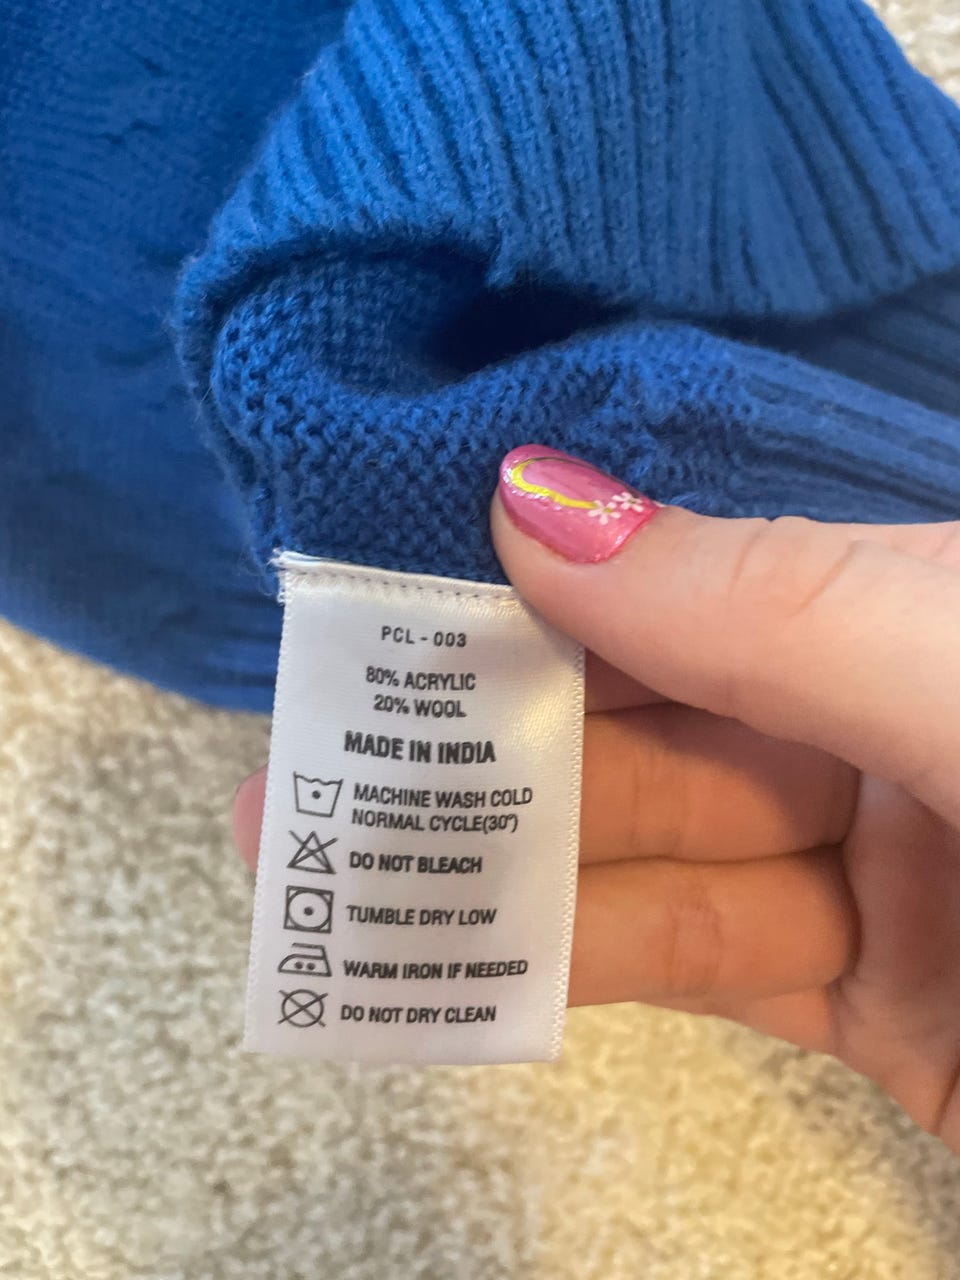 PCL - 003
80% ACRYLIC
20% WOOL
MADE IN INDIA
MACHINE WASH COLD
NORMAL CYCLE(30°)
DO NOT BLEACH
TUMBLE DRY LOW
WARM IRON IF NEEDED
DO NOT DRY CLEAN